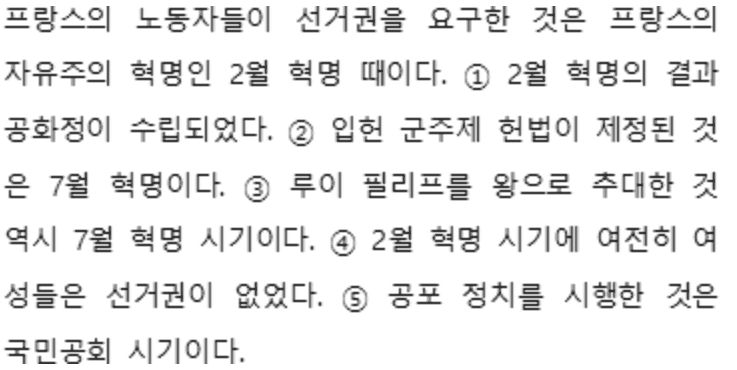 프랑스의 노동자들이 선거권을 요구한 것은 프랑스의
자유주의 혁명인 2월 혁명 때이다. ① 2월 혁명의 결과
공화정이 수립되었다. ② 입헌 군주제 헌법이 제정된 것
은 7월 혁명이다. ③ 루이 필리프를 왕으로 추대한 것
역시 7월 혁명 시기이다. ④ 2월 혁명 시기에 여전히 여
성들은 선거권이 없었다. ⑤ 공포 정치를 시행한 것은
국민공회 시기이다.